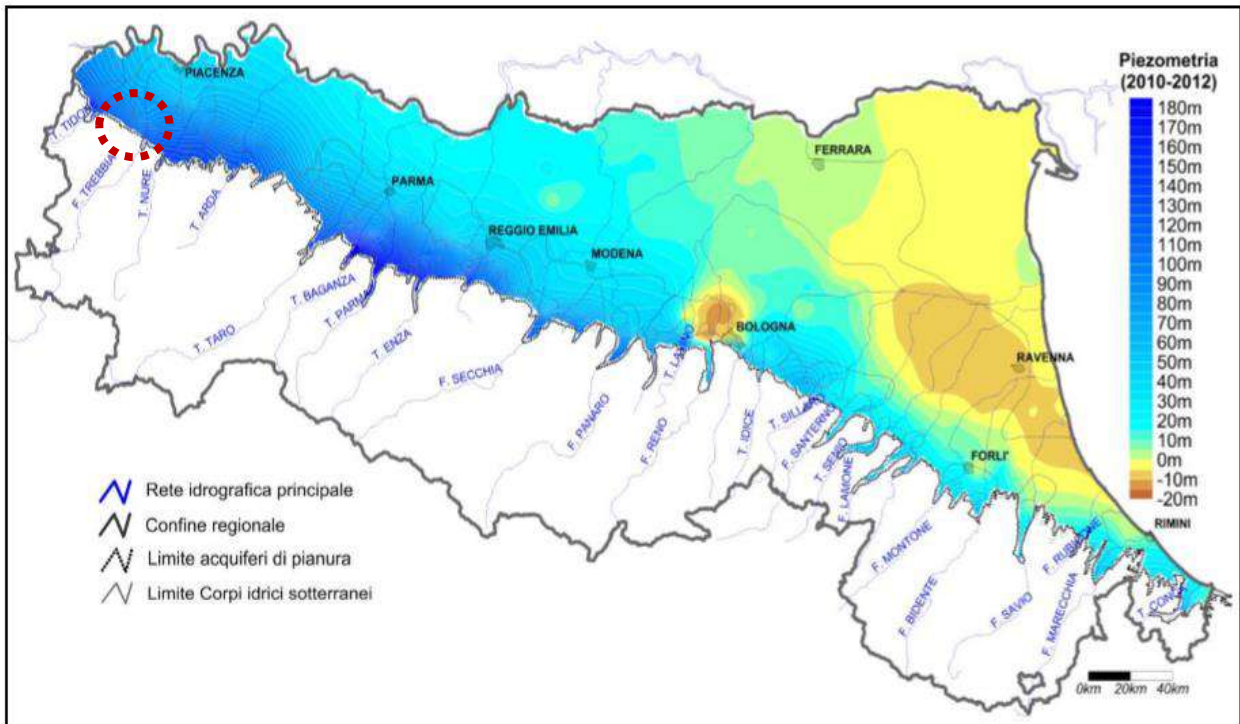 Piezometria
(2010-2012)
180m
170m
160m
150m
140m
130m
120m
110m
100m
90m
80m
70m
60m
50m
40m
30m
20m
10m
0m
-10m
-20m
PIACENZA
FERRARA
PARMA
REGGIO EMILIA
MODENA
BOLOGNA
RAVENNA
FORLI'
RIMINI
F. TREBBIA
T. NURE
T. ARDA
T. TARO
T. BAGANZA
T. PARMA
T. ENZA
F. SECCHIA
F. PANARO
F. RENO
T. IDICE
T. SILLARO
F. SANTERNO
T. SENIO
F. LAMONE
F. MONTONE
F. BIDENTE
F. SAVIO
F. RUBICONE
F. MARECCHIA
Rete idrografica principale
Confine regionale
Limite acquiferi di pianura
Limite Corpi idrici sotterranei
0km 20km 40km